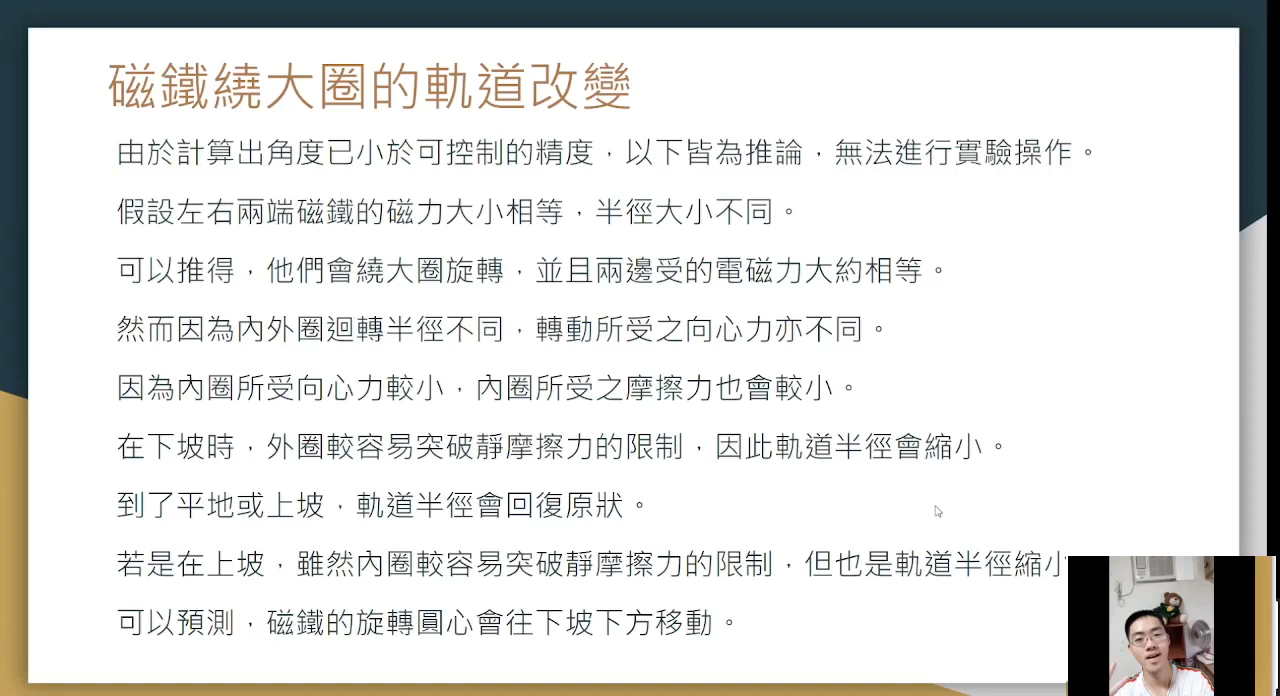 磁鐵繞大圈的軌道改變
由於計算出角度已小於可控制的精度，以下皆為推論，無法進行實驗操作。
假設左右兩端磁鐵的磁力大小相等，半徑大小不同。
可以推得，他們會繞大圈旋轉，並且兩邊受的電磁力大約相等。
然而因為內外圈迴轉半徑不同，轉動所受之向心力亦不同。
因為內圈所受向心力較小，內圈所受之摩擦力也會較小。
在下坡時，外圈較容易突破靜摩擦力的限制，因此軌道半徑會縮小。
到了平地或上坡，軌道半徑會回復原狀。
若是在上坡，雖然內圈較容易突破靜摩擦力的限制，但也是軌道半徑縮小
可以預測，磁鐵的旋轉圓心會往下坡下方移動。